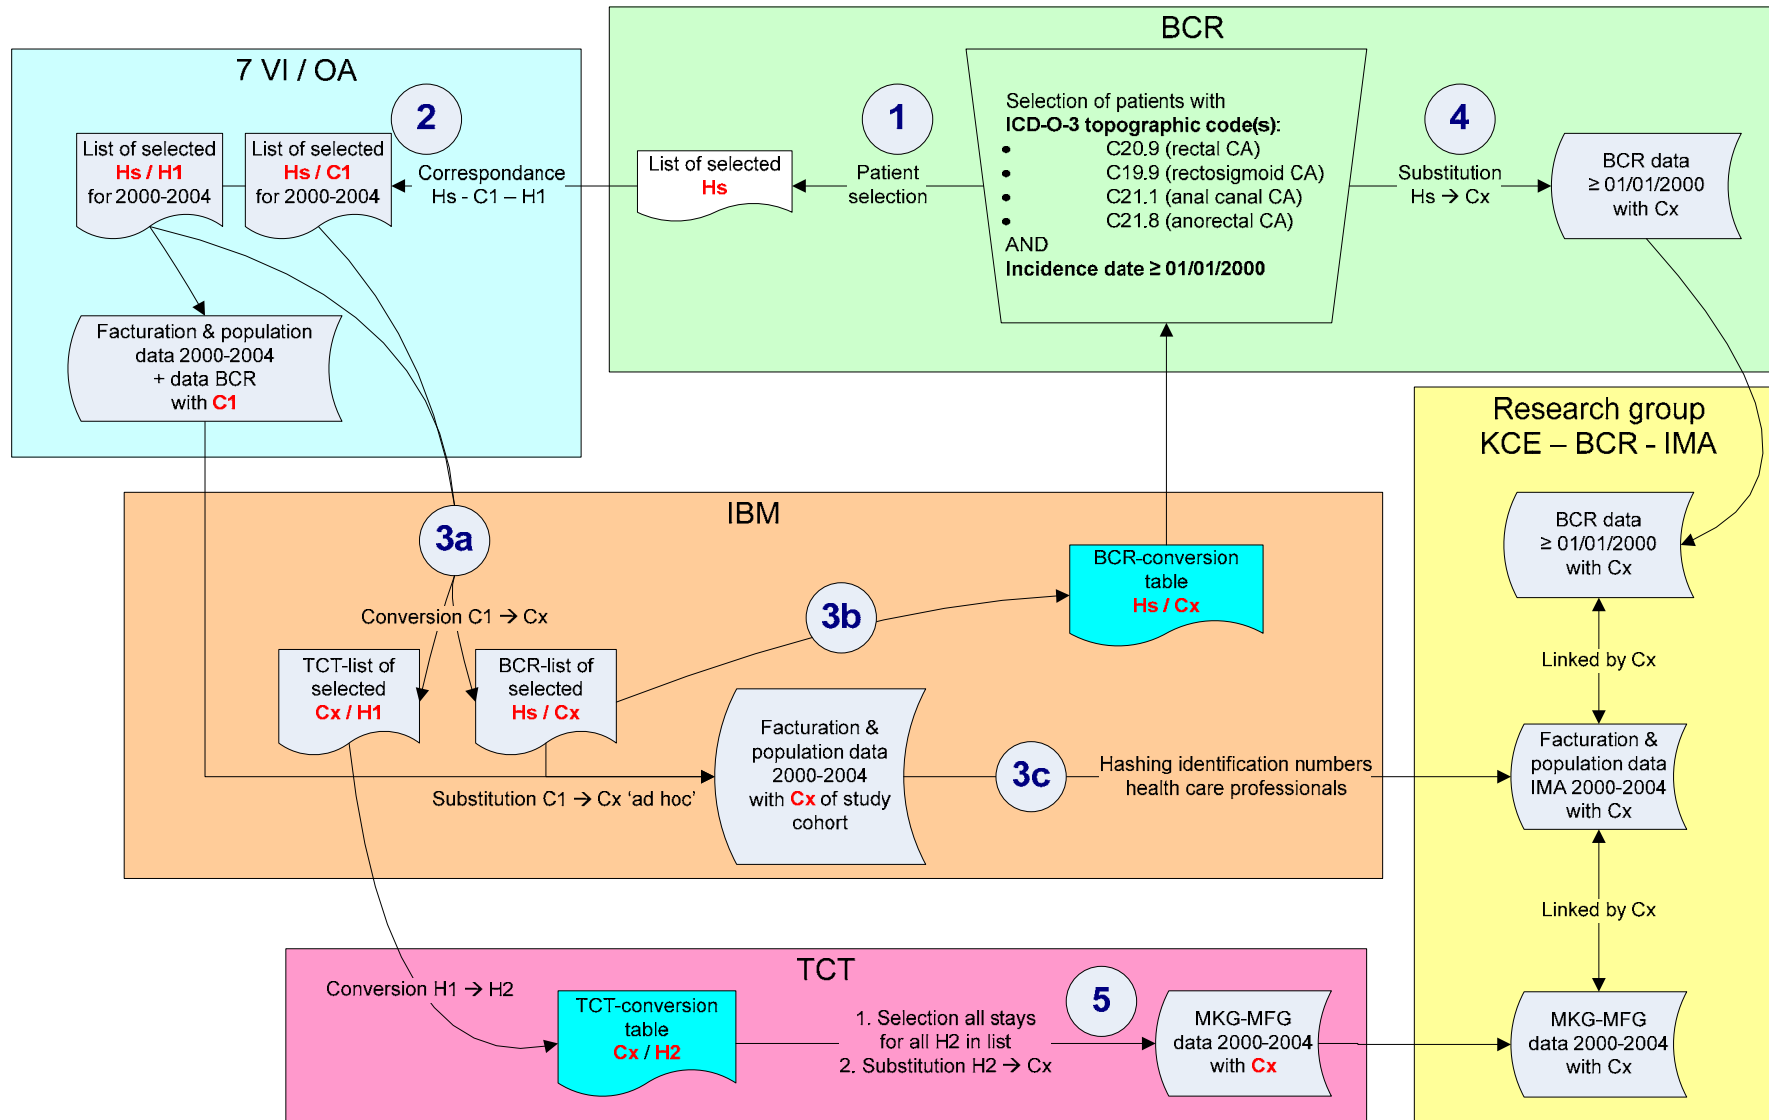 BCR
7 VI / OA
2
List of selected
Hs / H1
for 2000-2004
List of selected
Hs / C1
for 2000-2004
Correspondance
Hs - C1 – H1
List of selected
Hs
1
Patient
selection
Selection of patients with
ICD-O-3 topographic code(s):
• C20.9 (rectal CA)
• C19.9 (rectosigmoid CA)
• C21.1 (anal canal CA)
• C21.8 (anorectal CA)
AND
Incidence date ≥ 01/01/2000
4
Substitution
Hs → Cx
BCR data
≥ 01/01/2000
with Cx
Facturation & population
data 2000-2004
+ data BCR
with C1
Research group
KCE – BCR - IMA
IBM
3a
Conversion C1 → Cx
TCT-list of
selected
Cx / H1
BCR-list of
selected
Hs / Cx
3b
BCR-conversion
table
Hs / Cx
BCR data
≥ 01/01/2000
with Cx
Linked by Cx
Substitution C1 → Cx ‘ad hoc’
Facturation &
population data
2000-2004
with Cx of study
cohort
3c
Hashing identification numbers
health care professionals
Facturation &
population data
IMA 2000-2004
with Cx
Linked by Cx
TCT
Conversion H1 → H2
TCT-conversion
table
Cx / H2
1. Selection all stays
for all H2 in list
2. Substitution H2 → Cx
5
MKG-MFG
data 2000-2004
with Cx
MKG-MFG
data 2000-2004
with Cx